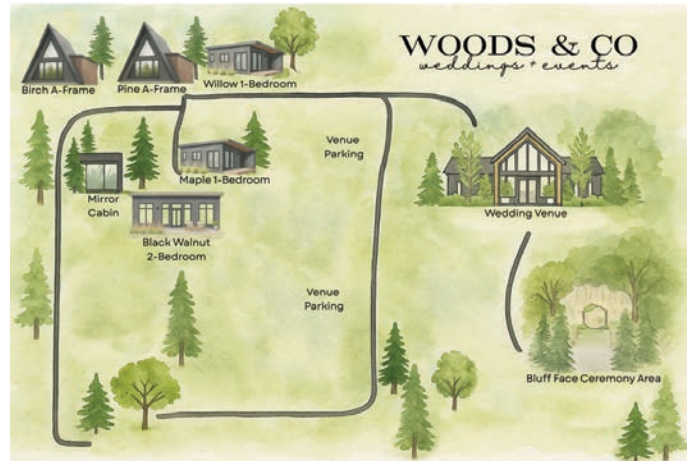 WOODS & CO
weddings + events
Birch A-Frame
Pine A-Frame
Willow 1-Bedroom
Venue
Parking
Maple 1-Bedroom
Mirror
Cabin
Wedding Venue
Black Walnut
2-Bedroom
Venue
Parking
Bluff Face Ceremony Area